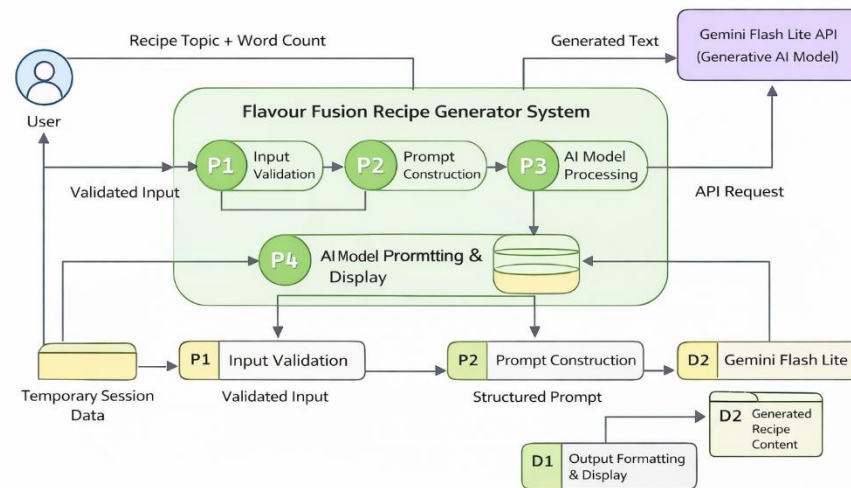 Recipe Topic + Word Count
Generated Text
Gemini Flash Lite API
(Generative AI Model)
User
Flavour Fusion Recipe Generator System
P1
Input
Validation
P2
Prompt
Construction
P3
AI Model
Processing
Validated Input
API Request
P4
AI Model Prormtting &
Display
P1
Input Validation
P2
Prompt Construction
D2
Gemini Flash Lite
Temporary Session
Data
Validated Input
Structured Prompt
D2
Generated
Recipe
Content
D1
Output Formatting
& Display